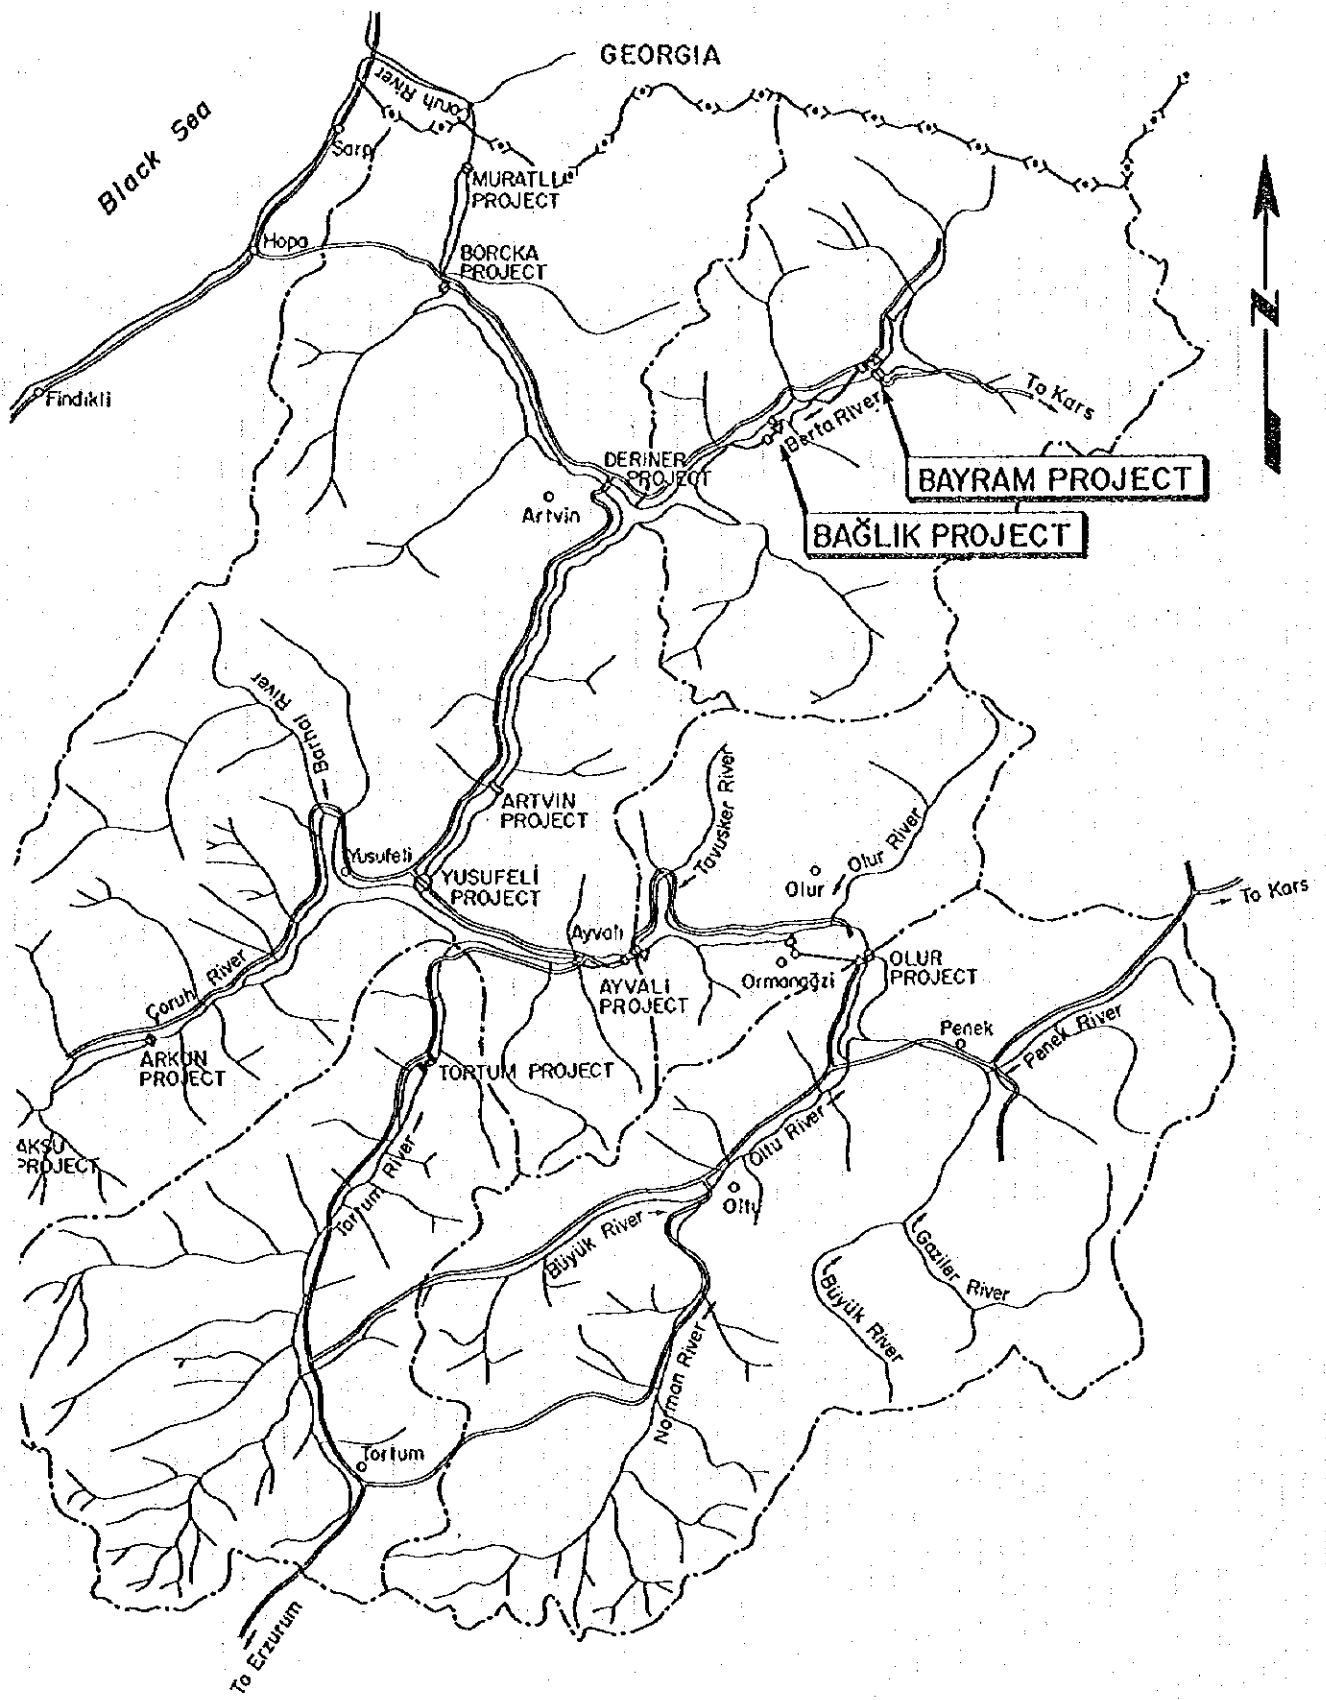 GEORGIA
Black Sea
Çoruh River
Sarp
MURATLI
PROJECT
Hopa
BORCKA
PROJECT
Findikli
To Kars
Berta River
DERINER
PROJECT
BAYRAM PROJECT
Artvin
BAĞLIK PROJECT
Barhal River
ARTVIN
PROJECT
Tavusker River
Olur River
Yusufeli
YUSUFELİ
PROJECT
Olur
To Kars
Ayvalı
Çoruh River
AYVALI
PROJECT
Ormanağzi
OLUR
PROJECT
Penek
Penek River
ARKUN
PROJECT
TORTUM PROJECT
AKSU
PROJECT
Oltu River
Tortum River
Oltu
Büyük River
Gaziler River
Büyük River
Norman River
Tortum
To Erzurum
N